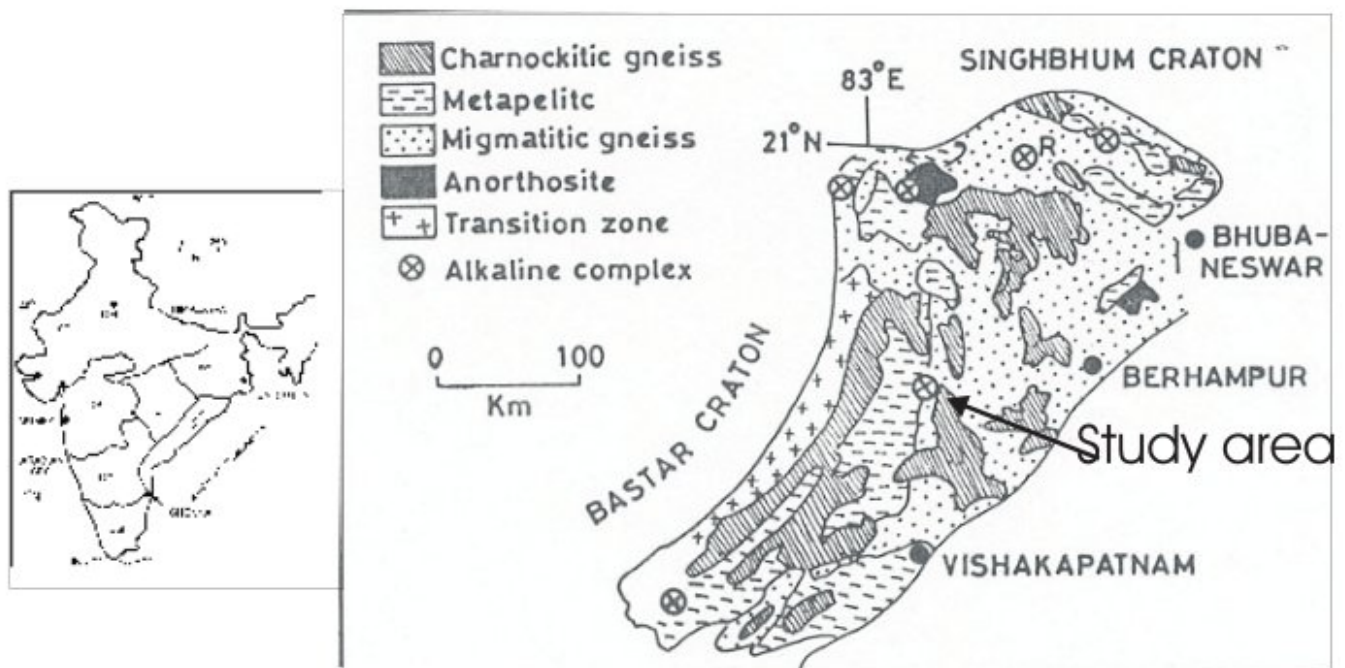 Charnockitic gneiss
Metapelitc
Migmatitic gneiss
Anorthosite
Transition zone
Alkaline complex
0 100
Km
SINGHBHUM CRATON
83°E
21°N
R
BHUBA-
NESWAR
BERHAMPUR
Study area
VISHAKAPATNAM
BASTAR CRATON